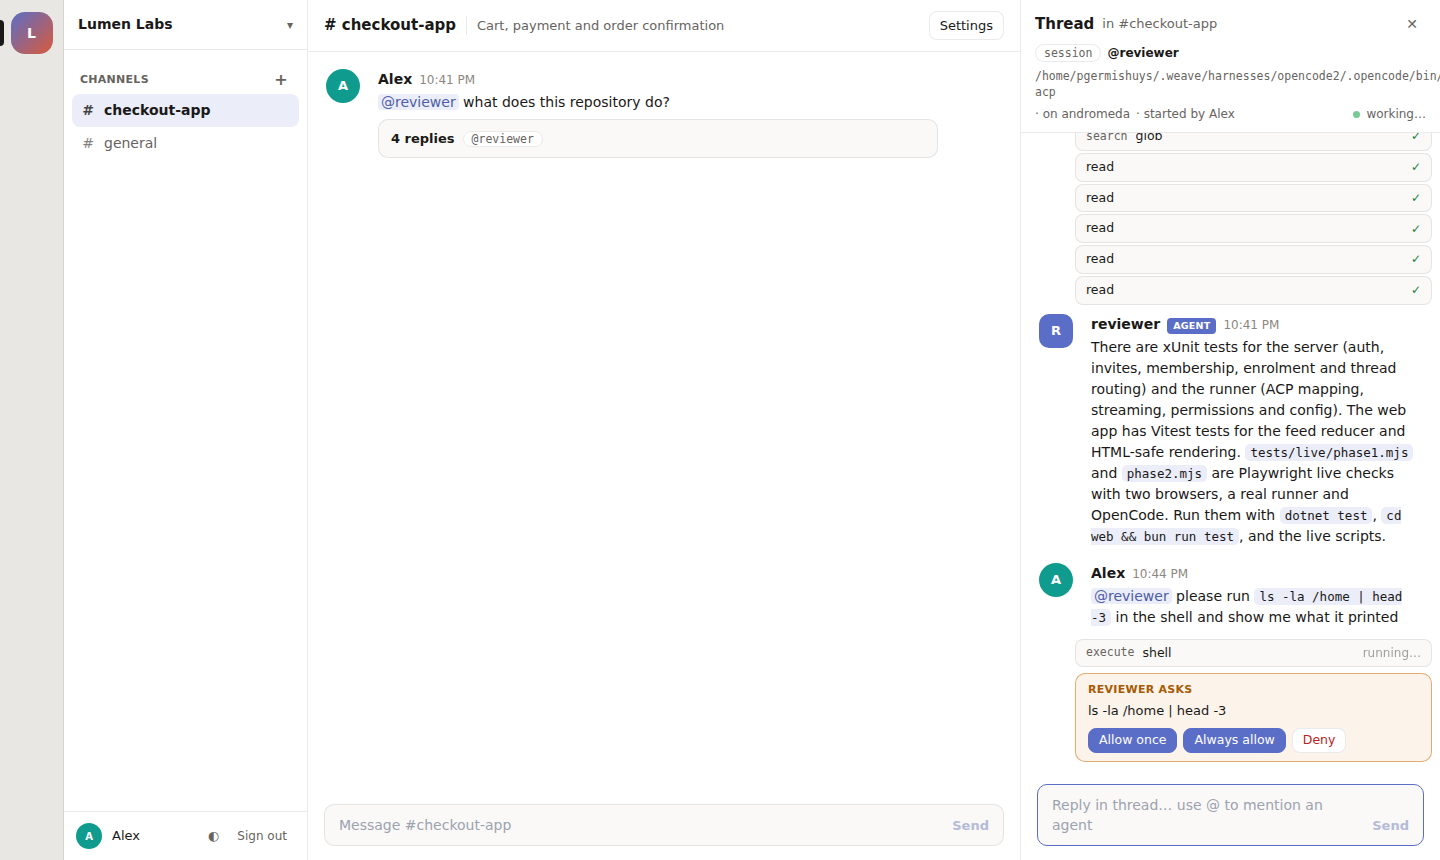 L
Lumen Labs ▾
CHANNELS +
# checkout-app
# general
A Alex ◐ Sign out
# checkout-app Cart, payment and order confirmation Settings
A
Alex 10:41 PM
@reviewer what does this repository do?
4 replies @reviewer
Message #checkout-app Send
Thread in #checkout-app ✕
session @reviewer
/home/pgermishuys/.weave/harnesses/opencode2/.opencode/bin/
acp
· on andromeda · started by Alex working…
search glob ✓
read ✓
read ✓
read ✓
read ✓
read ✓
R
reviewer AGENT 10:41 PM
There are xUnit tests for the server (auth,
invites, membership, enrolment and thread
routing) and the runner (ACP mapping,
streaming, permissions and config). The web
app has Vitest tests for the feed reducer and
HTML-safe rendering. tests/live/phase1.mjs
and phase2.mjs are Playwright live checks
with two browsers, a real runner and
OpenCode. Run them with dotnet test, cd
web && bun run test, and the live scripts.
A
Alex 10:44 PM
@reviewer please run ls -la /home | head
-3 in the shell and show me what it printed
execute shell running…
REVIEWER ASKS
ls -la /home | head -3
Allow once Always allow Deny
Reply in thread… use @ to mention an
agent Send